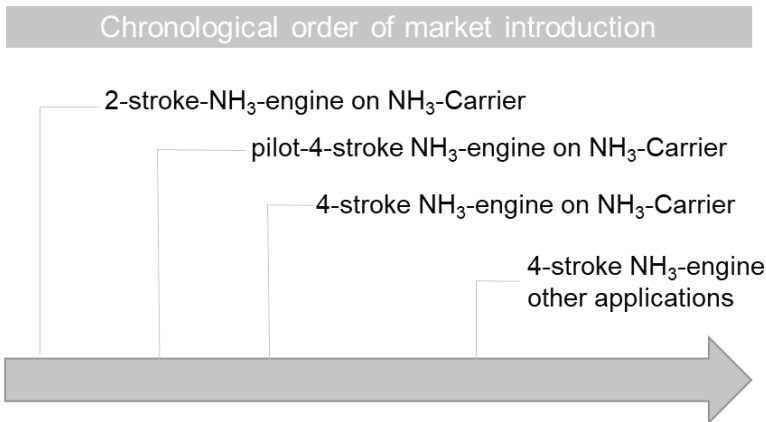 Chronological order of market introduction
2-stroke-NH₃-engine on NH₃-Carrier
pilot-4-stroke NH₃-engine on NH₃-Carrier
4-stroke NH₃-engine on NH₃-Carrier
4-stroke NH₃-engine
other applications